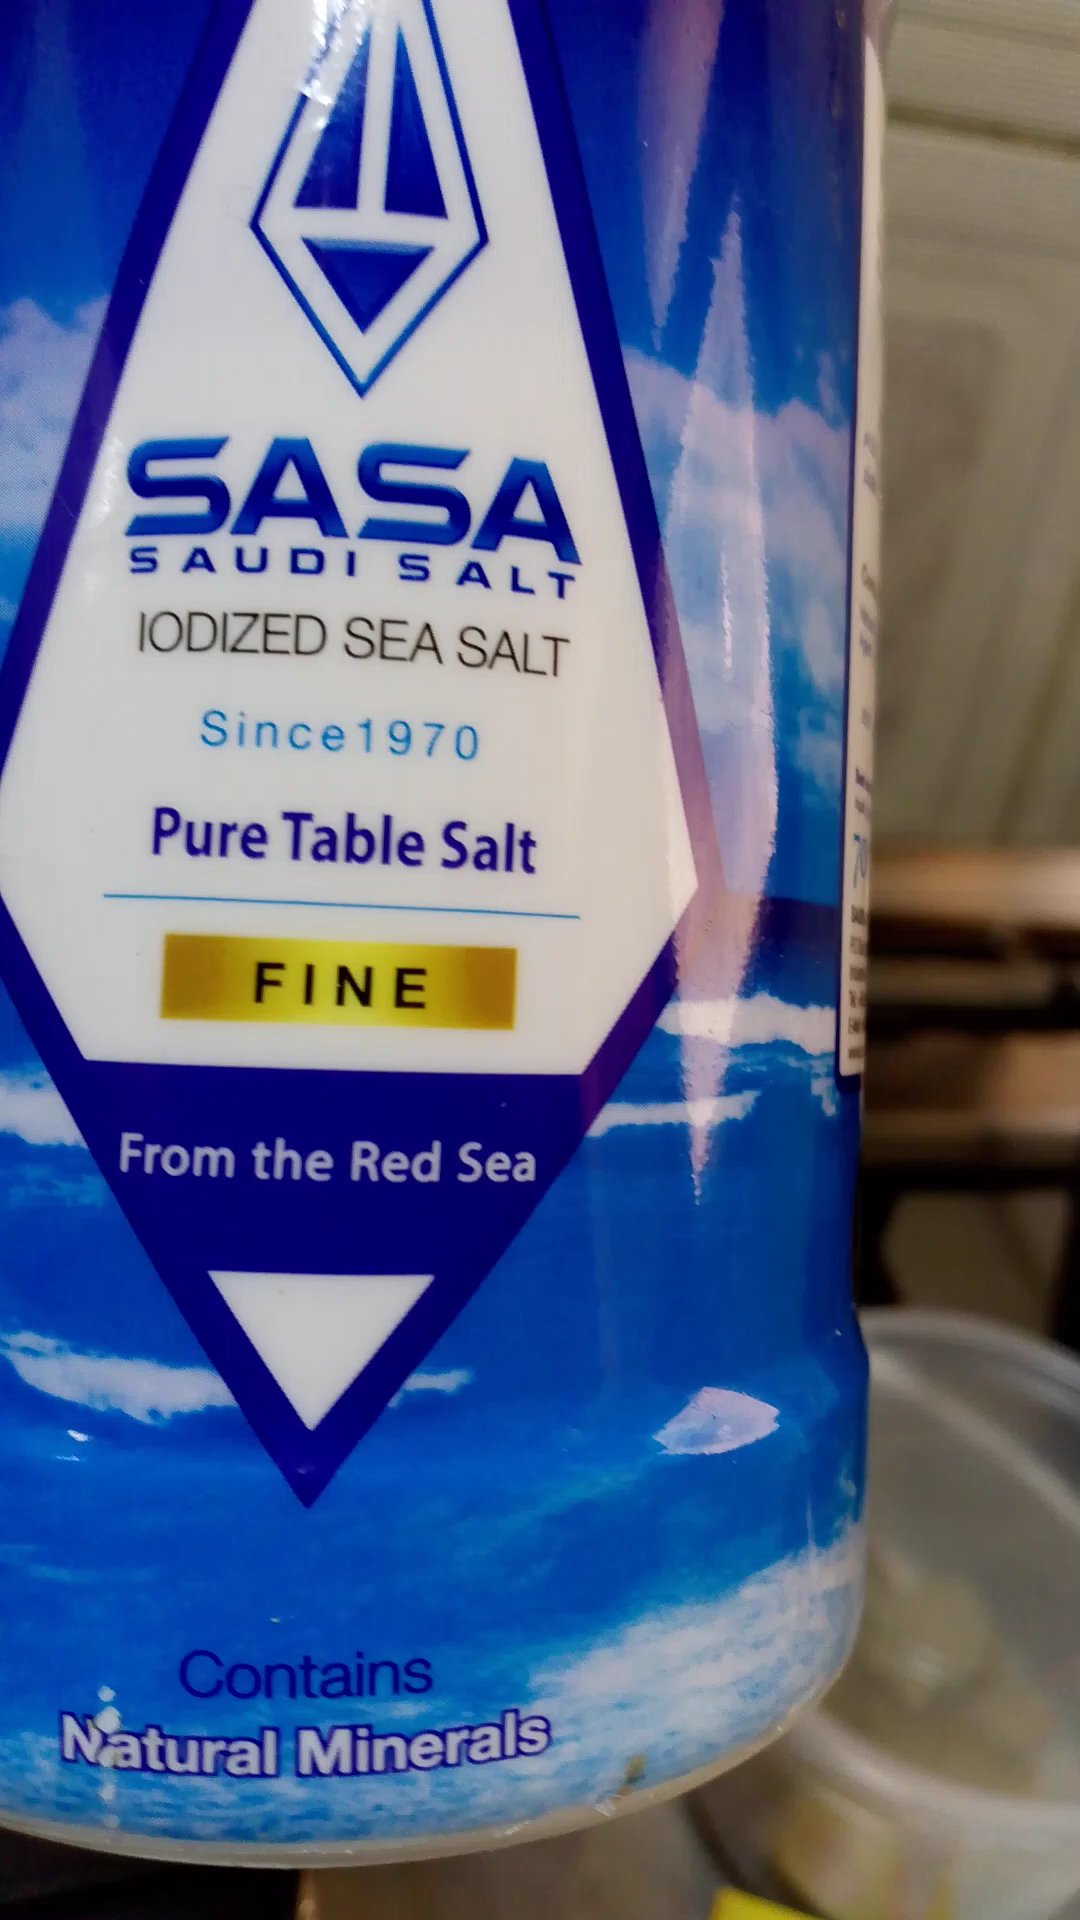 SASA
SAUDI SALT
IODIZED SEA SALT
Since1970
Pure Table Salt
FINE
From the Red Sea
Contains
Natural Minerals